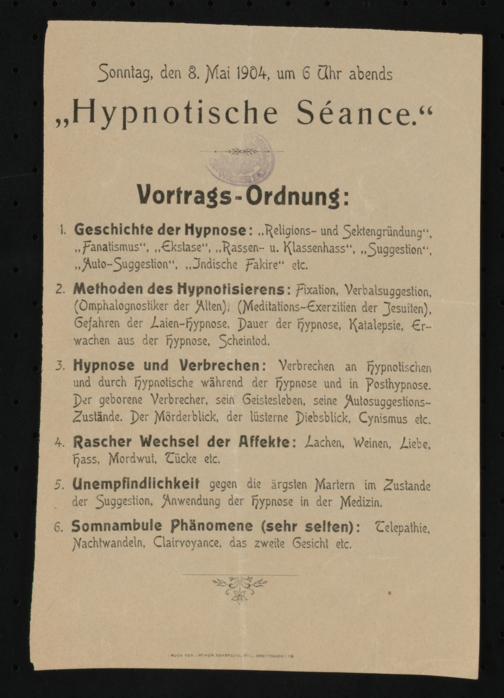 Sonntag, den 8. Mai 1904, um 6 Uhr abends
„Hypnotische Séance.“
Vortrags-Ordnung:
1. Geschichte der Hypnose: „Religions- und Sektengründung“,
„Fanatismus“, „Ekstase“, „Rassen- u. Klassenhass“, „Suggestion“,
„Auto-Suggestion“, „Indische Fakire“ etc.
2. Methoden des Hypnotisierens: Fixation, Verbalsuggestion,
(Omphalognostiker der Alten); (Meditations-Exerzitien der Jesuiten),
Gefahren der Laien-Hypnose, Dauer der Hypnose, Katalepsie, Er-
wachen aus der Hypnose, Scheintod.
3. Hypnose und Verbrechen: Verbrechen an Hypnotischen
und durch Hypnotische während der Hypnose und in Posthypnose.
Der geborene Verbrecher, sein Geistesleben, seine Autosuggestions-
Zustände. Der Mörderblick, der lüsterne Diebsblick, Cynismus etc.
4. Rascher Wechsel der Affekte: Lachen, Weinen, Liebe,
Hass, Mordwut, Tücke etc.
5. Unempfindlichkeit gegen die ärgsten Martern im Zustande
der Suggestion, Anwendung der Hypnose in der Medizin.
6. Somnambule Phänomene (sehr selten): Telepathie,
Nachtwandeln, Clairvoyance, das zweite Gesicht etc.